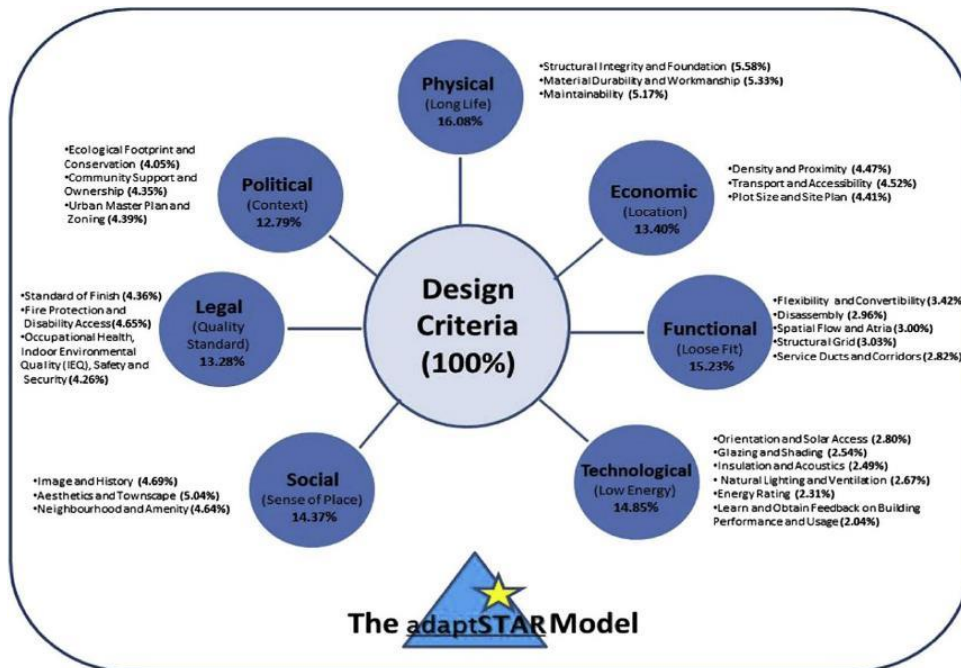 Physical
(Long Life)
16.08%
•Structural Integrity and Foundation (5.58%)
•Material Durability and Workmanship (5.33%)
•Maintainability (5.17%)
•Ecological Footprint and
Conservation (4.05%)
•Community Support and
Ownership (4.35%)
•Urban Master Plan and
Zoning (4.39%)
Political
(Context)
12.79%
Economic
(Location)
13.40%
•Density and Proximity (4.47%)
•Transport and Accessibility (4.52%)
•Plot Size and Site Plan (4.41%)
•Standard of Finish (4.36%)
•Fire Protection and
Disability Access (4.65%)
•Occupational Health,
Indoor Environmental
Quality (IEQ), Safety and
Security (4.26%)
Legal
(Quality
Standard)
13.28%
Design
Criteria
(100%)
Functional
(Loose Fit)
15.23%
•Flexibility and Convertibility (3.42%)
•Disassembly (2.96%)
•Spatial Flow and Atria (3.00%)
•Structural Grid (3.03%)
•Service Ducts and Corridors (2.82%)
•Image and History (4.69%)
•Aesthetics and Townscape (5.04%)
•Neighbourhood and Amenity (4.64%)
Social
(Sense of Place)
14.37%
Technological
(Low Energy)
14.85%
•Orientation and Solar Access (2.80%)
•Glazing and Shading (2.54%)
•Insulation and Acoustics (2.49%)
•Natural Lighting and Ventilation (2.67%)
•Energy Rating (2.31%)
•Learn and Obtain Feedback on Building
Performance and Usage (2.04%)
The adaptSTAR Model